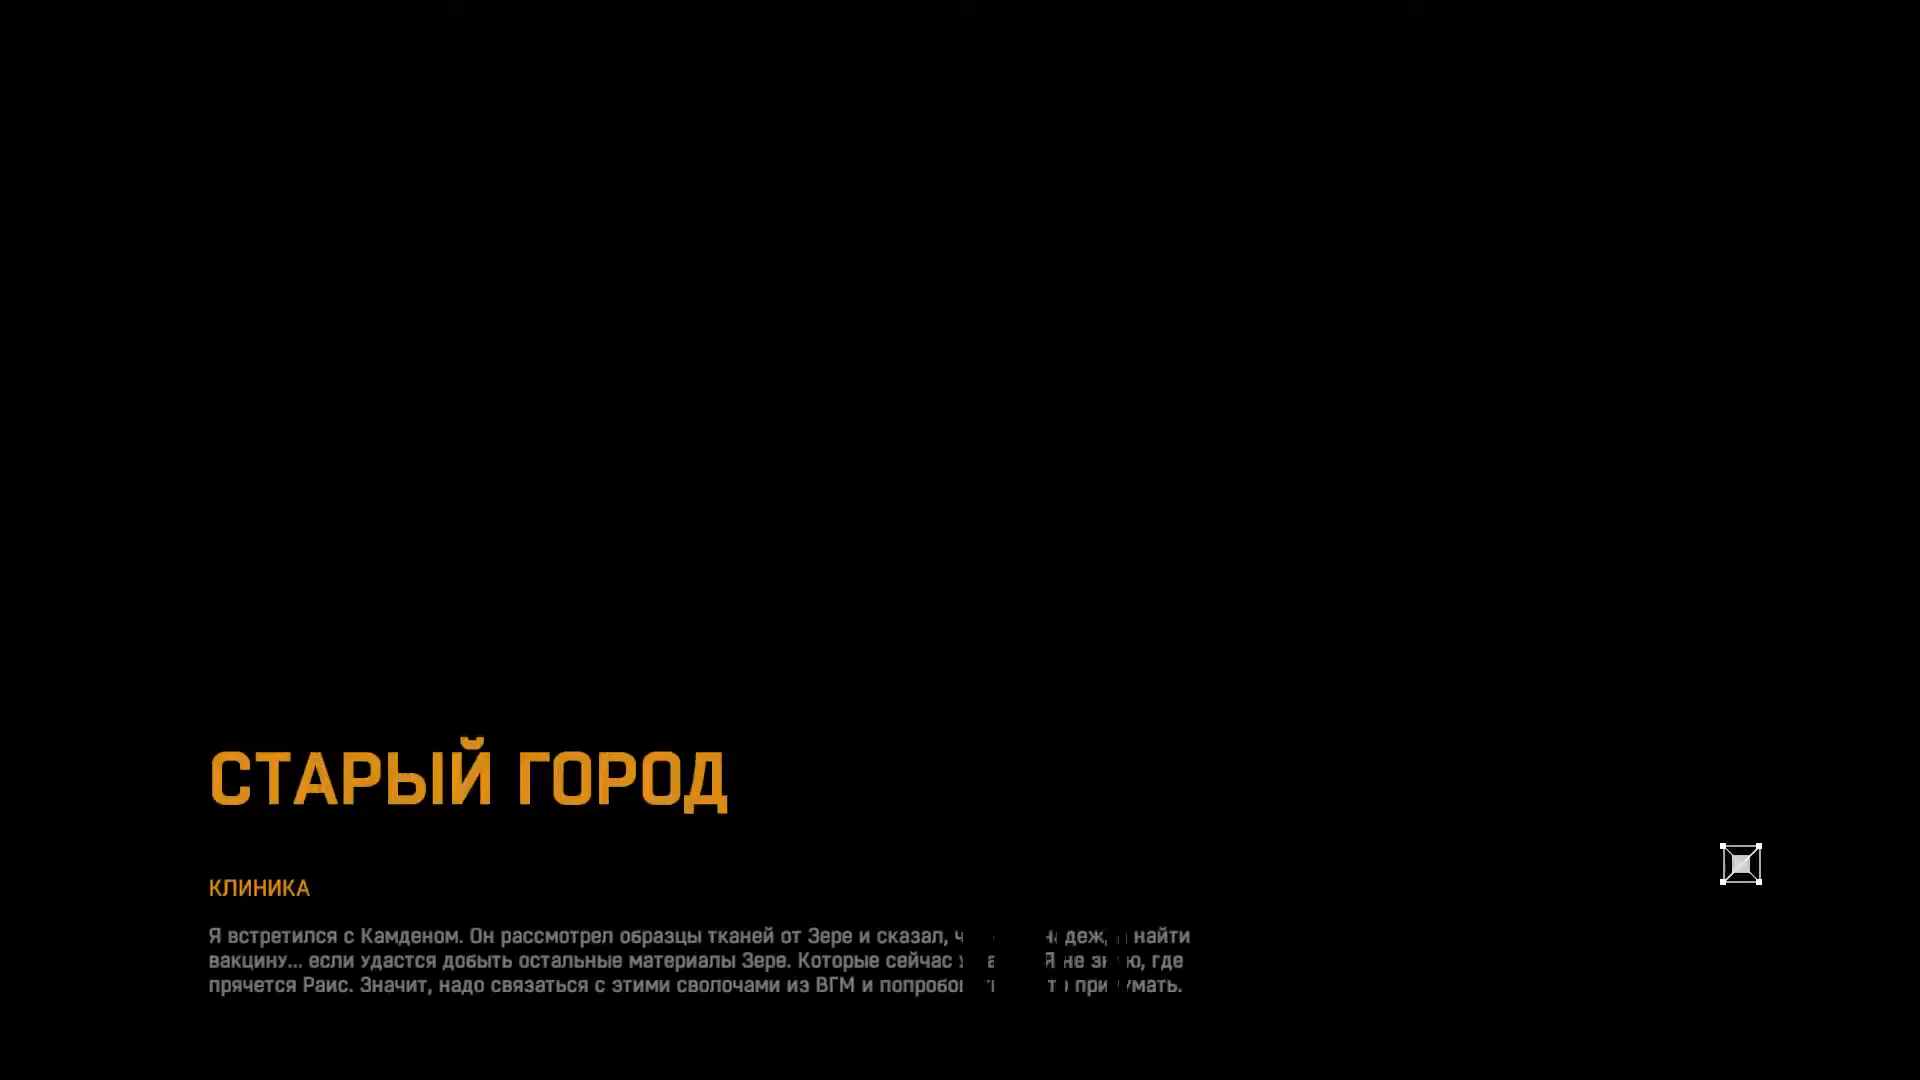 СТАРЫЙ ГОРОД
КЛИНИКА
Я встретился с Камденом. Он рассмотрел образцы тканей от Зере и сказал, найти
вакцину... если удастся добыть остальные материалы Зере. Которые сейчас Я не где
прячется Раис. Значит, надо связаться с этими сволочами из ВГМ и